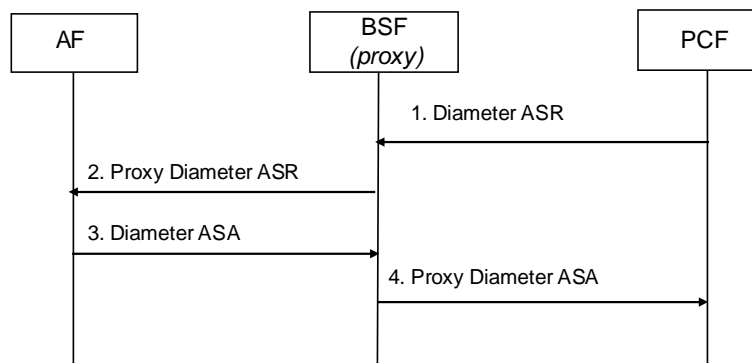 AF
BSF
(proxy)
PCF
1. Diameter ASR
2. Proxy Diameter ASR
3. Diameter ASA
4. Proxy Diameter ASA